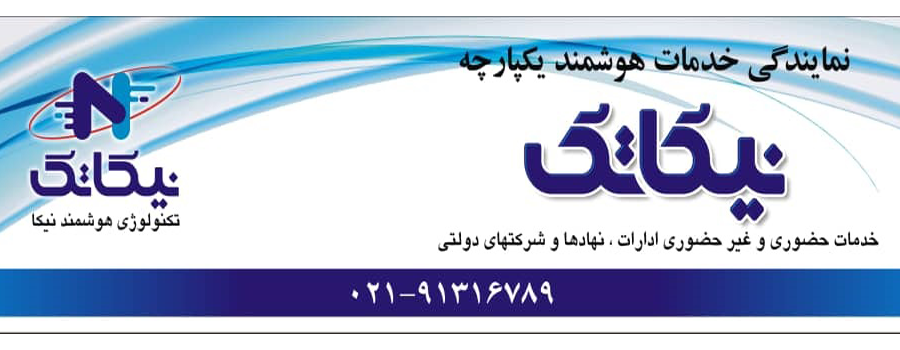 نمایندگی خدمات هوشمند یکپارچه
نیکاتک
خدمات حضوری و غیر حضوری ادارات ، نهادها و شرکتهای دولتی
N
نیکاتک
تکنولوژی هوشمند نیکا
۰۲۱-۹۱۳۱۶۷۸۹